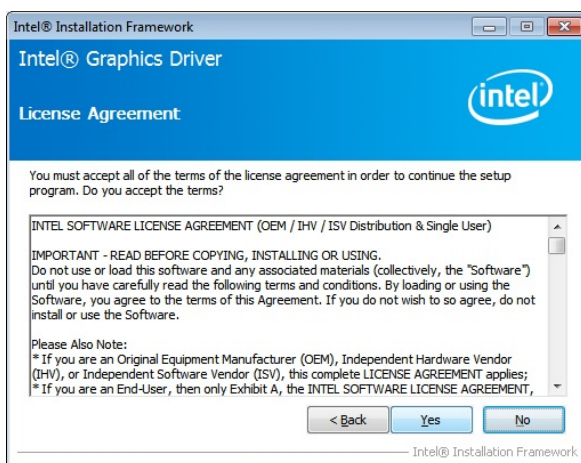 Intel® Installation Framework
Intel® Graphics Driver
License Agreement
intel
You must accept all of the terms of the license agreement in order to continue the setup
program. Do you accept the terms?
INTEL SOFTWARE LICENSE AGREEMENT (OEM / IHV / ISV Distribution & Single User)
IMPORTANT - READ BEFORE COPYING, INSTALLING OR USING.
Do not use or load this software and any associated materials (collectively, the "Software")
until you have carefully read the following terms and conditions. By loading or using the
Software, you agree to the terms of this Agreement. If you do not wish to so agree, do not
install or use the Software.
Please Also Note:
* If you are an Original Equipment Manufacturer (OEM), Independent Hardware Vendor
(IHV), or Independent Software Vendor (ISV), this complete LICENSE AGREEMENT applies;
* If you are an End-User, then only Exhibit A, the INTEL SOFTWARE LICENSE AGREEMENT,
< Back Yes No
Intel® Installation Framework